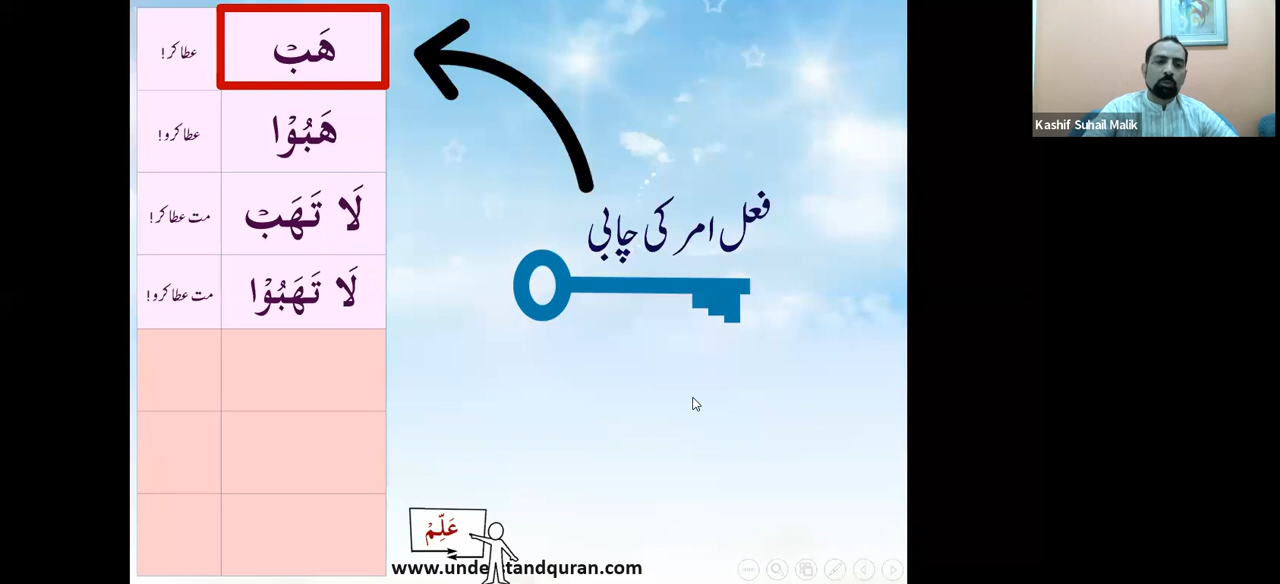 هَبْ عطا کر!
هَبُوْا عطا کرو!
لَا تَهَبْ مت عطا کر!
لَا تَهَبُوْا مت عطا کرو!
فعل امر کی چابی
عَلِّمْ
www.understandquran.com
Kashif Suhail Malik